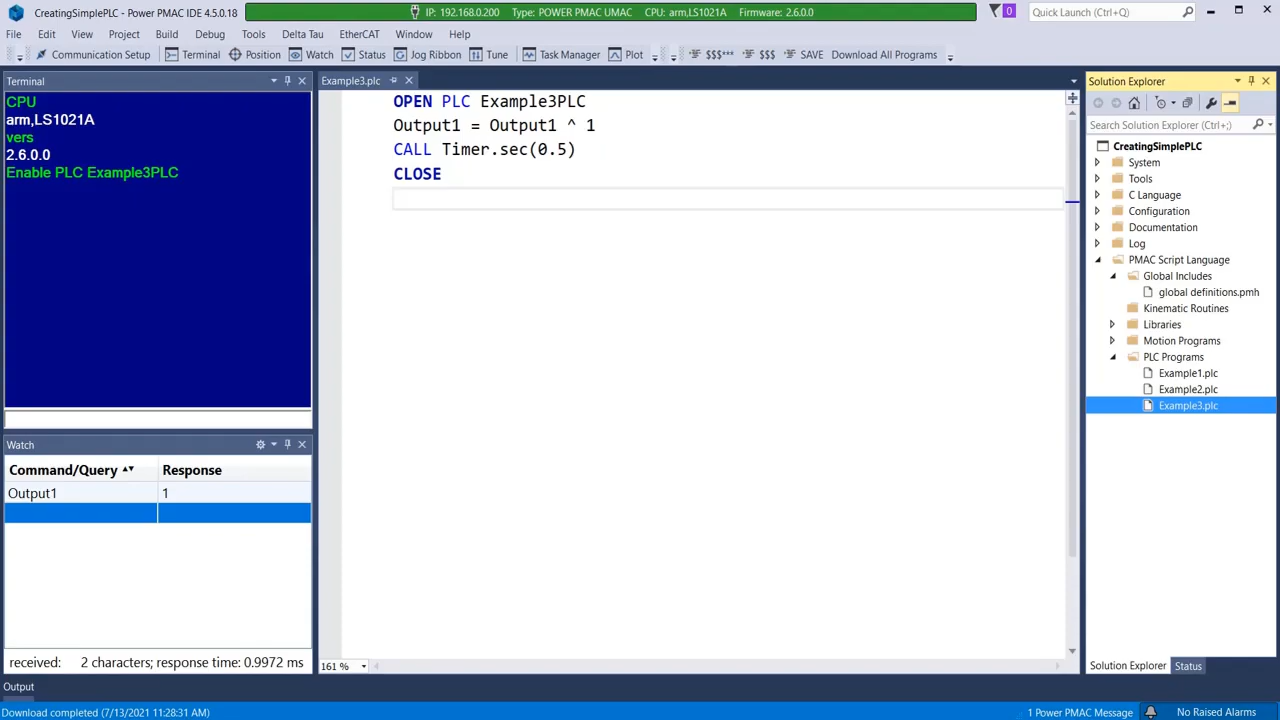 CreatingSimplePLC - Power PMAC IDE 4.5.0.18
IP: 192.168.0.200 Type: POWER PMAC UMAC CPU: arm,LS1021A Firmware: 2.6.0.0
0
Quick Launch (Ctrl+Q)
File Edit View Project Build Debug Tools Delta Tau EtherCAT Window Help
Communication Setup Terminal Position Watch Status Jog Ribbon Tune Task Manager Plot $$$*** $$$ SAVE Download All Programs
Terminal
CPU
arm,LS1021A
vers
2.6.0.0
Enable PLC Example3PLC
Watch
Command/Query Response
Output1 1
received: 2 characters; response time: 0.9972 ms
Example3.plc
OPEN PLC Example3PLC
Output1 = Output1 ^ 1
CALL Timer.sec(0.5)
CLOSE
161 %
Solution Explorer
Search Solution Explorer (Ctrl+;)
CreatingSimplePLC
System
Tools
C Language
Configuration
Documentation
Log
PMAC Script Language
Global Includes
global definitions.pmh
Kinematic Routines
Libraries
Motion Programs
PLC Programs
Example1.plc
Example2.plc
Example3.plc
Solution Explorer Status
Output
Download completed (7/13/2021 11:28:31 AM)
1 Power PMAC Message No Raised Alarms